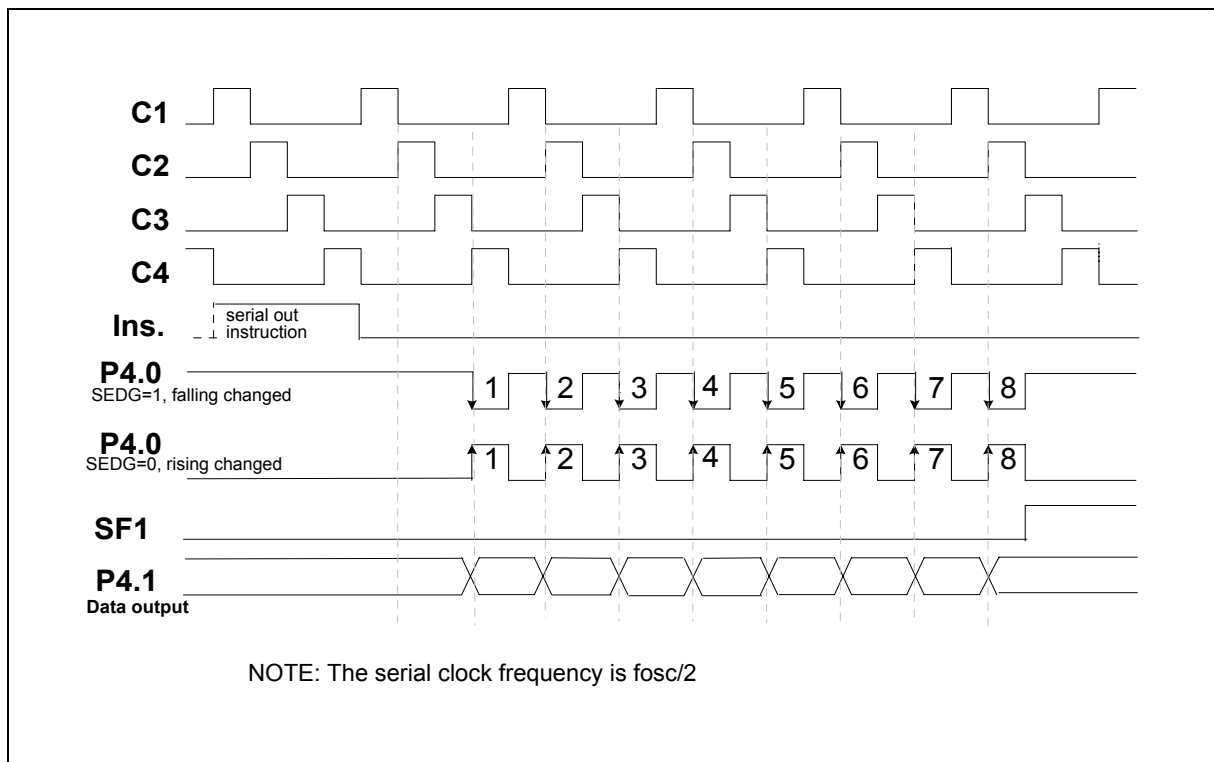 C1
C2
C3
C4
Ins.
serial out
instruction
P4.0
SEDG=1, falling changed
1 2 3 4 5 6 7 8
P4.0
SEDG=0, rising changed
1 2 3 4 5 6 7 8
SF1
P4.1
Data output
NOTE: The serial clock frequency is fosc/2